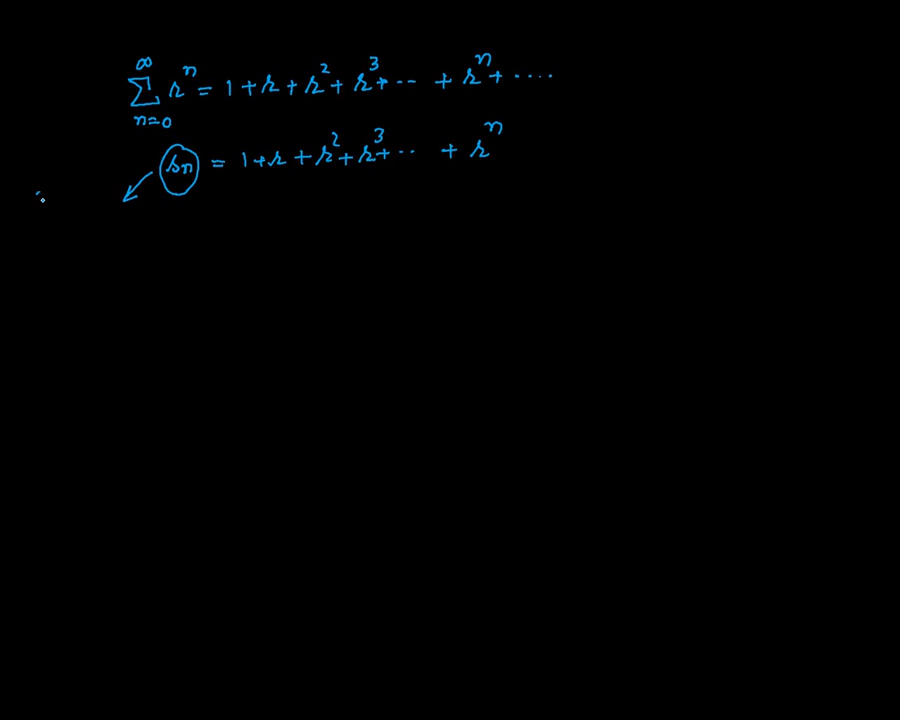 ∑_{n=0}^{∞} r^n = 1 + r + r^2 + r^3 + ·· + r^n + ····
s_n = 1 + r + r^2 + r^3 + ·· + r^n